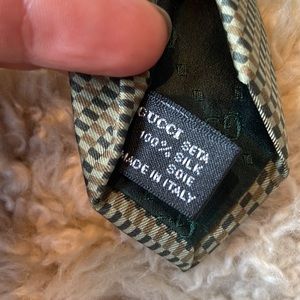 GUCCI
SETA
100% SILK
SOIE
MADE IN ITALY